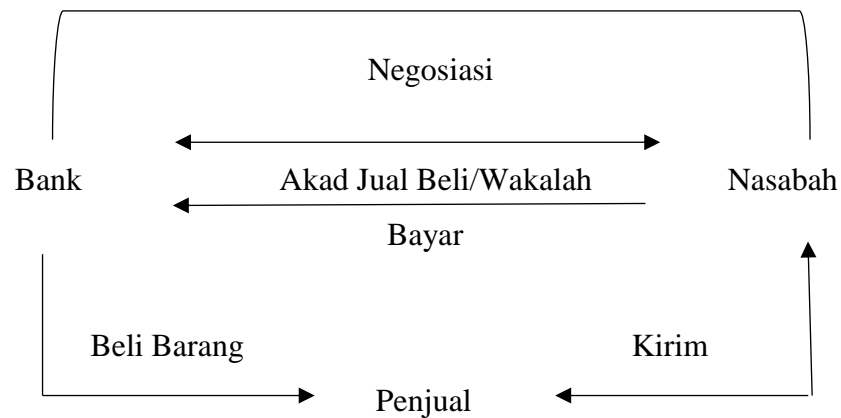 Negosiasi
Bank Akad Jual Beli/Wakalah Nasabah
Bayar
Beli Barang Kirim
Penjual